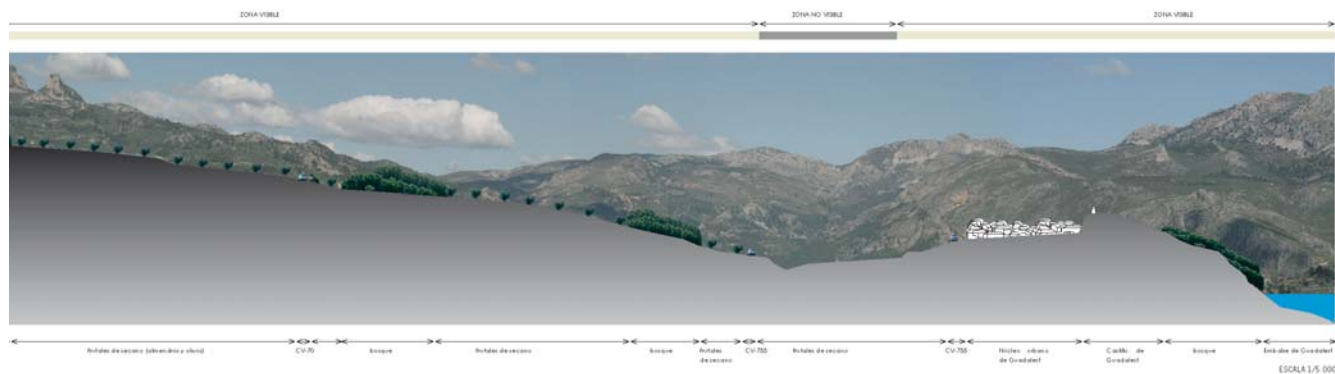 ZONA VISIBLE
ZONA NO VISIBLE
ZONA VISIBLE
frutales de secano (almendros y olivos)
CV-70
bosque
frutales de secano
bosque
frutales
de secano
CV-755
frutales de secano
CV-755
Núcleo urbano
de Guadalest
Castillo de
Guadalest
bosque
Embalse de Guadalest
ESCALA 1/5.000